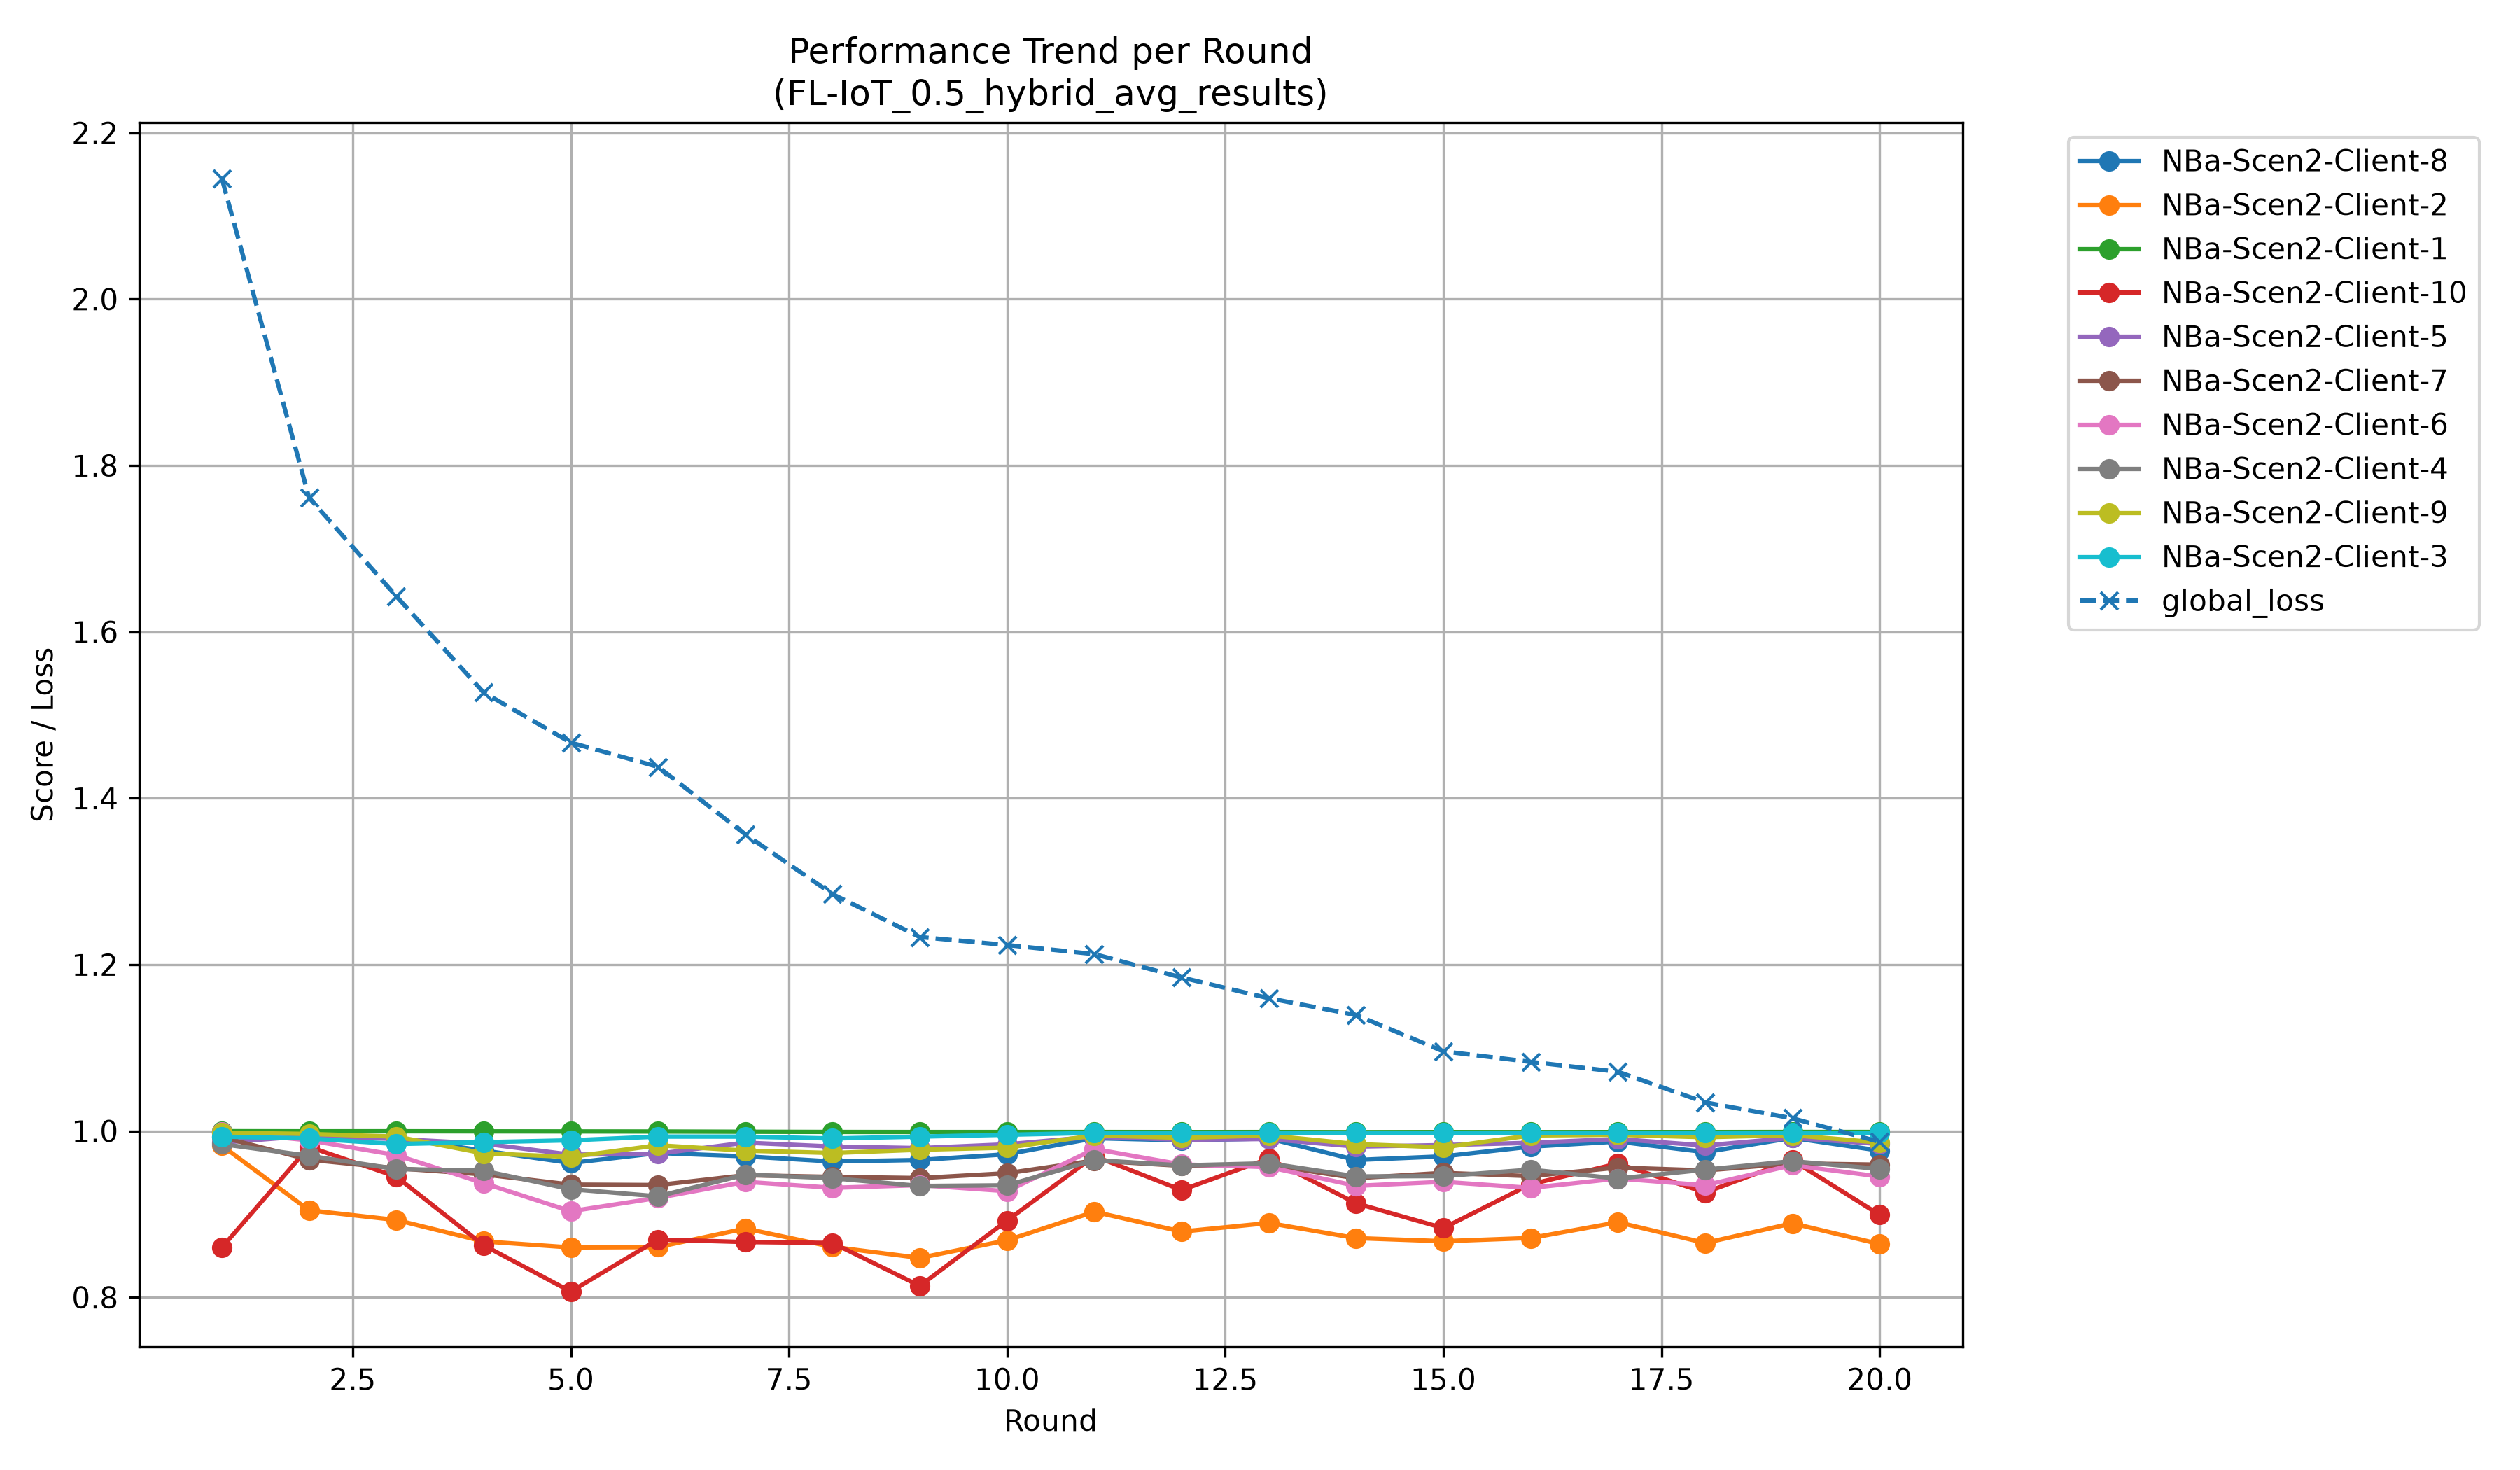 Performance Trend per Round
(FL-IoT_0.5_hybrid_avg_results)
2.2
2.0
1.8
1.6
1.4
1.2
1.0
0.8
Score / Loss
2.5
5.0
7.5
10.0
12.5
15.0
17.5
20.0
Round
NBa-Scen2-Client-8
NBa-Scen2-Client-2
NBa-Scen2-Client-1
NBa-Scen2-Client-10
NBa-Scen2-Client-5
NBa-Scen2-Client-7
NBa-Scen2-Client-6
NBa-Scen2-Client-4
NBa-Scen2-Client-9
NBa-Scen2-Client-3
global_loss